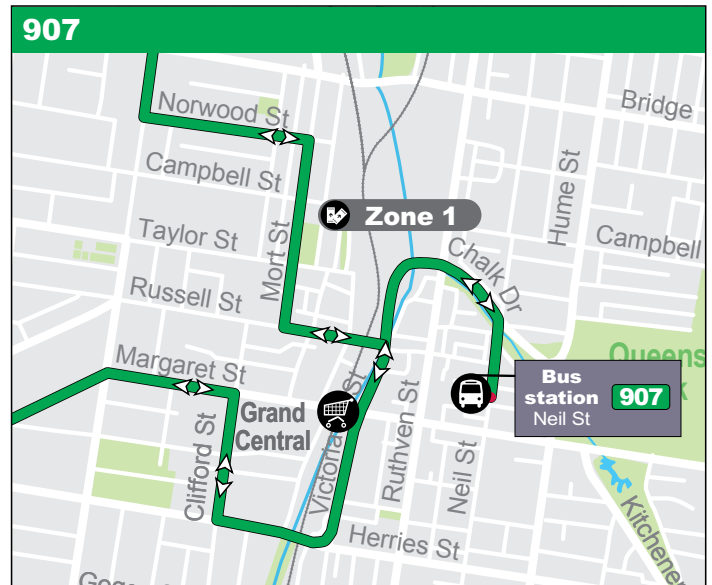 907
Norwood St
Bridge
Campbell St
Hume St
Zone 1
Taylor St
Mort St
Campbell
Chalk Dr
Russell St
Margaret St
Queens
Bus
station
Neil St
907
Grand
Central
Clifford St
Victoria St
Ruthven St
Neil St
Herries St
Kitchener